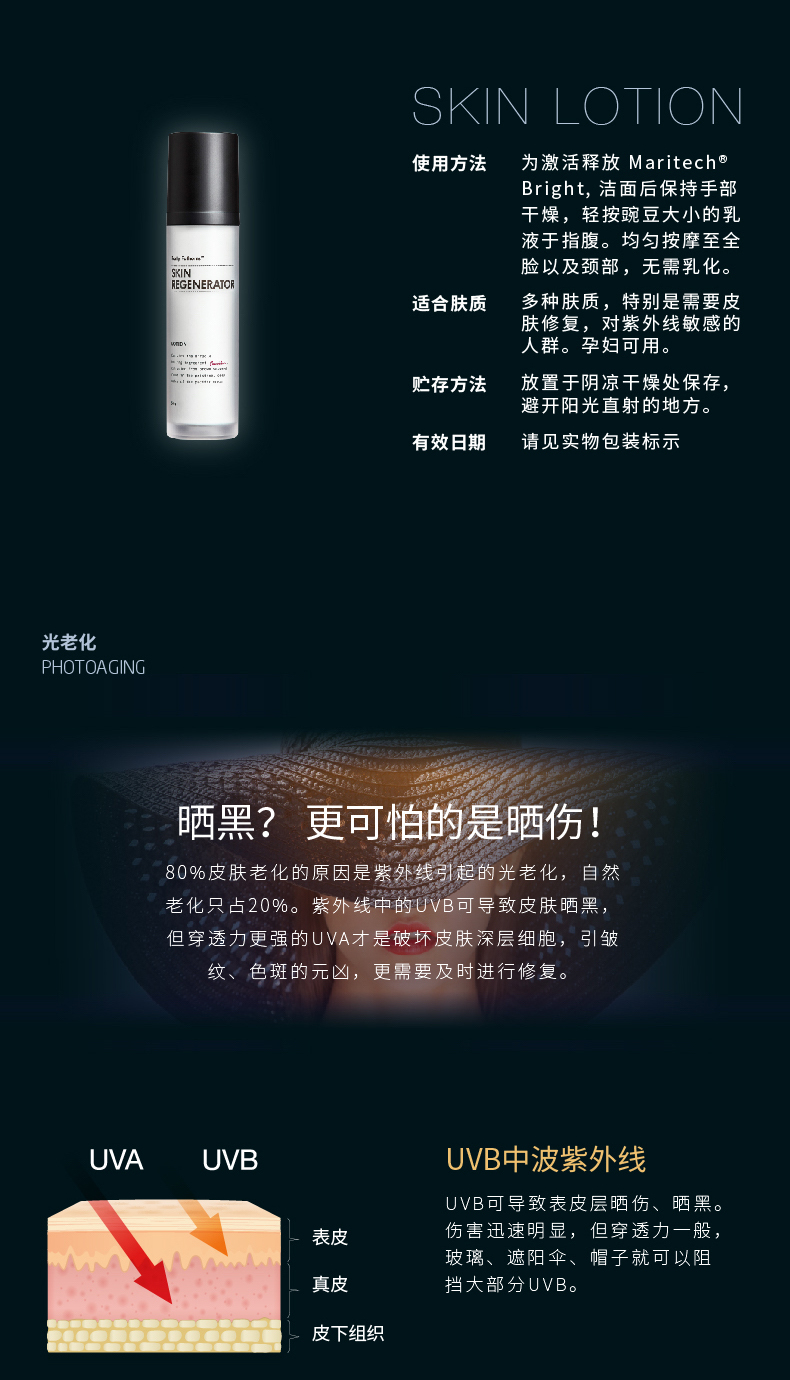 SKIN LOTION
使用方法
为激活释放 Maritech®
Bright, 洁面后保持手部
干燥，轻按豌豆大小的乳
液于指腹。均匀按摩至全
脸以及颈部，无需乳化。
适合肤质
多种肤质，特别是需要皮
肤修复，对紫外线敏感的
人群。孕妇可用。
贮存方法
放置于阴凉干燥处保存，
避开阳光直射的地方。
有效日期
请见实物包装标示
SKIN
REGENERATOR
光老化
PHOTOAGING
晒黑？ 更可怕的是晒伤！
80%皮肤老化的原因是紫外线引起的光老化，自然
老化只占20%。紫外线中的UVB可导致皮肤晒黑，
但穿透力更强的UVA才是破坏皮肤深层细胞，引皱
纹、色斑的元凶，更需要及时进行修复。
UVA
UVB
表皮
真皮
皮下组织
UVB中波紫外线
UVB可导致表皮层晒伤、晒黑。
伤害迅速明显，但穿透力一般，
玻璃、遮阳伞、帽子就可以阻
挡大部分UVB。